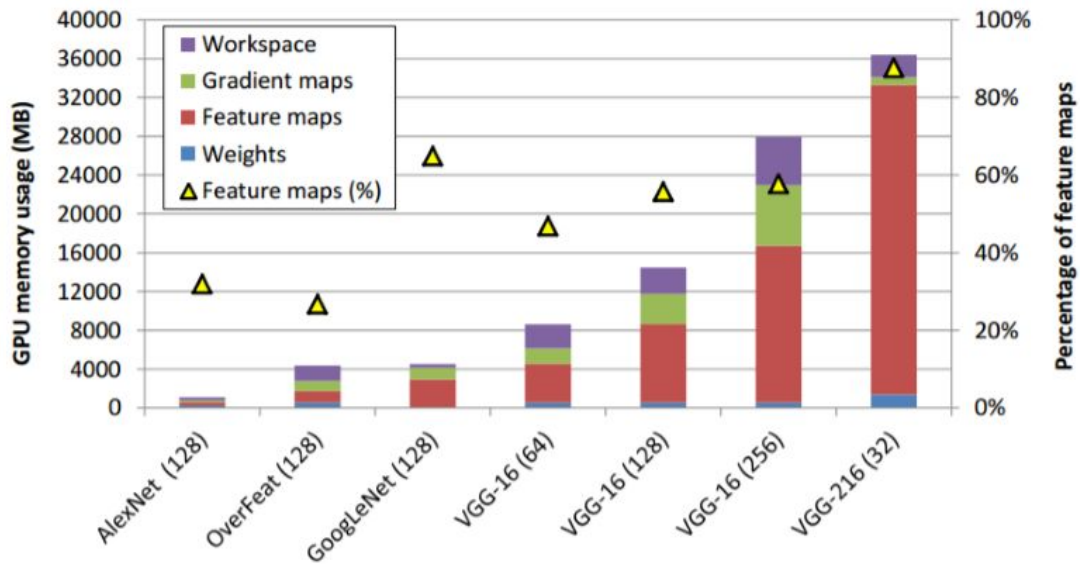 GPU memory usage (MB)
40000
36000
32000
28000
24000
20000
16000
12000
8000
4000
0
Workspace
Gradient maps
Feature maps
Weights
Feature maps (%)
100%
80%
60%
40%
20%
0%
Percentage of feature maps
AlexNet (128)
OverFeat (128)
GoogLeNet (128)
VGG-16 (64)
VGG-16 (128)
VGG-16 (256)
VGG-216 (32)